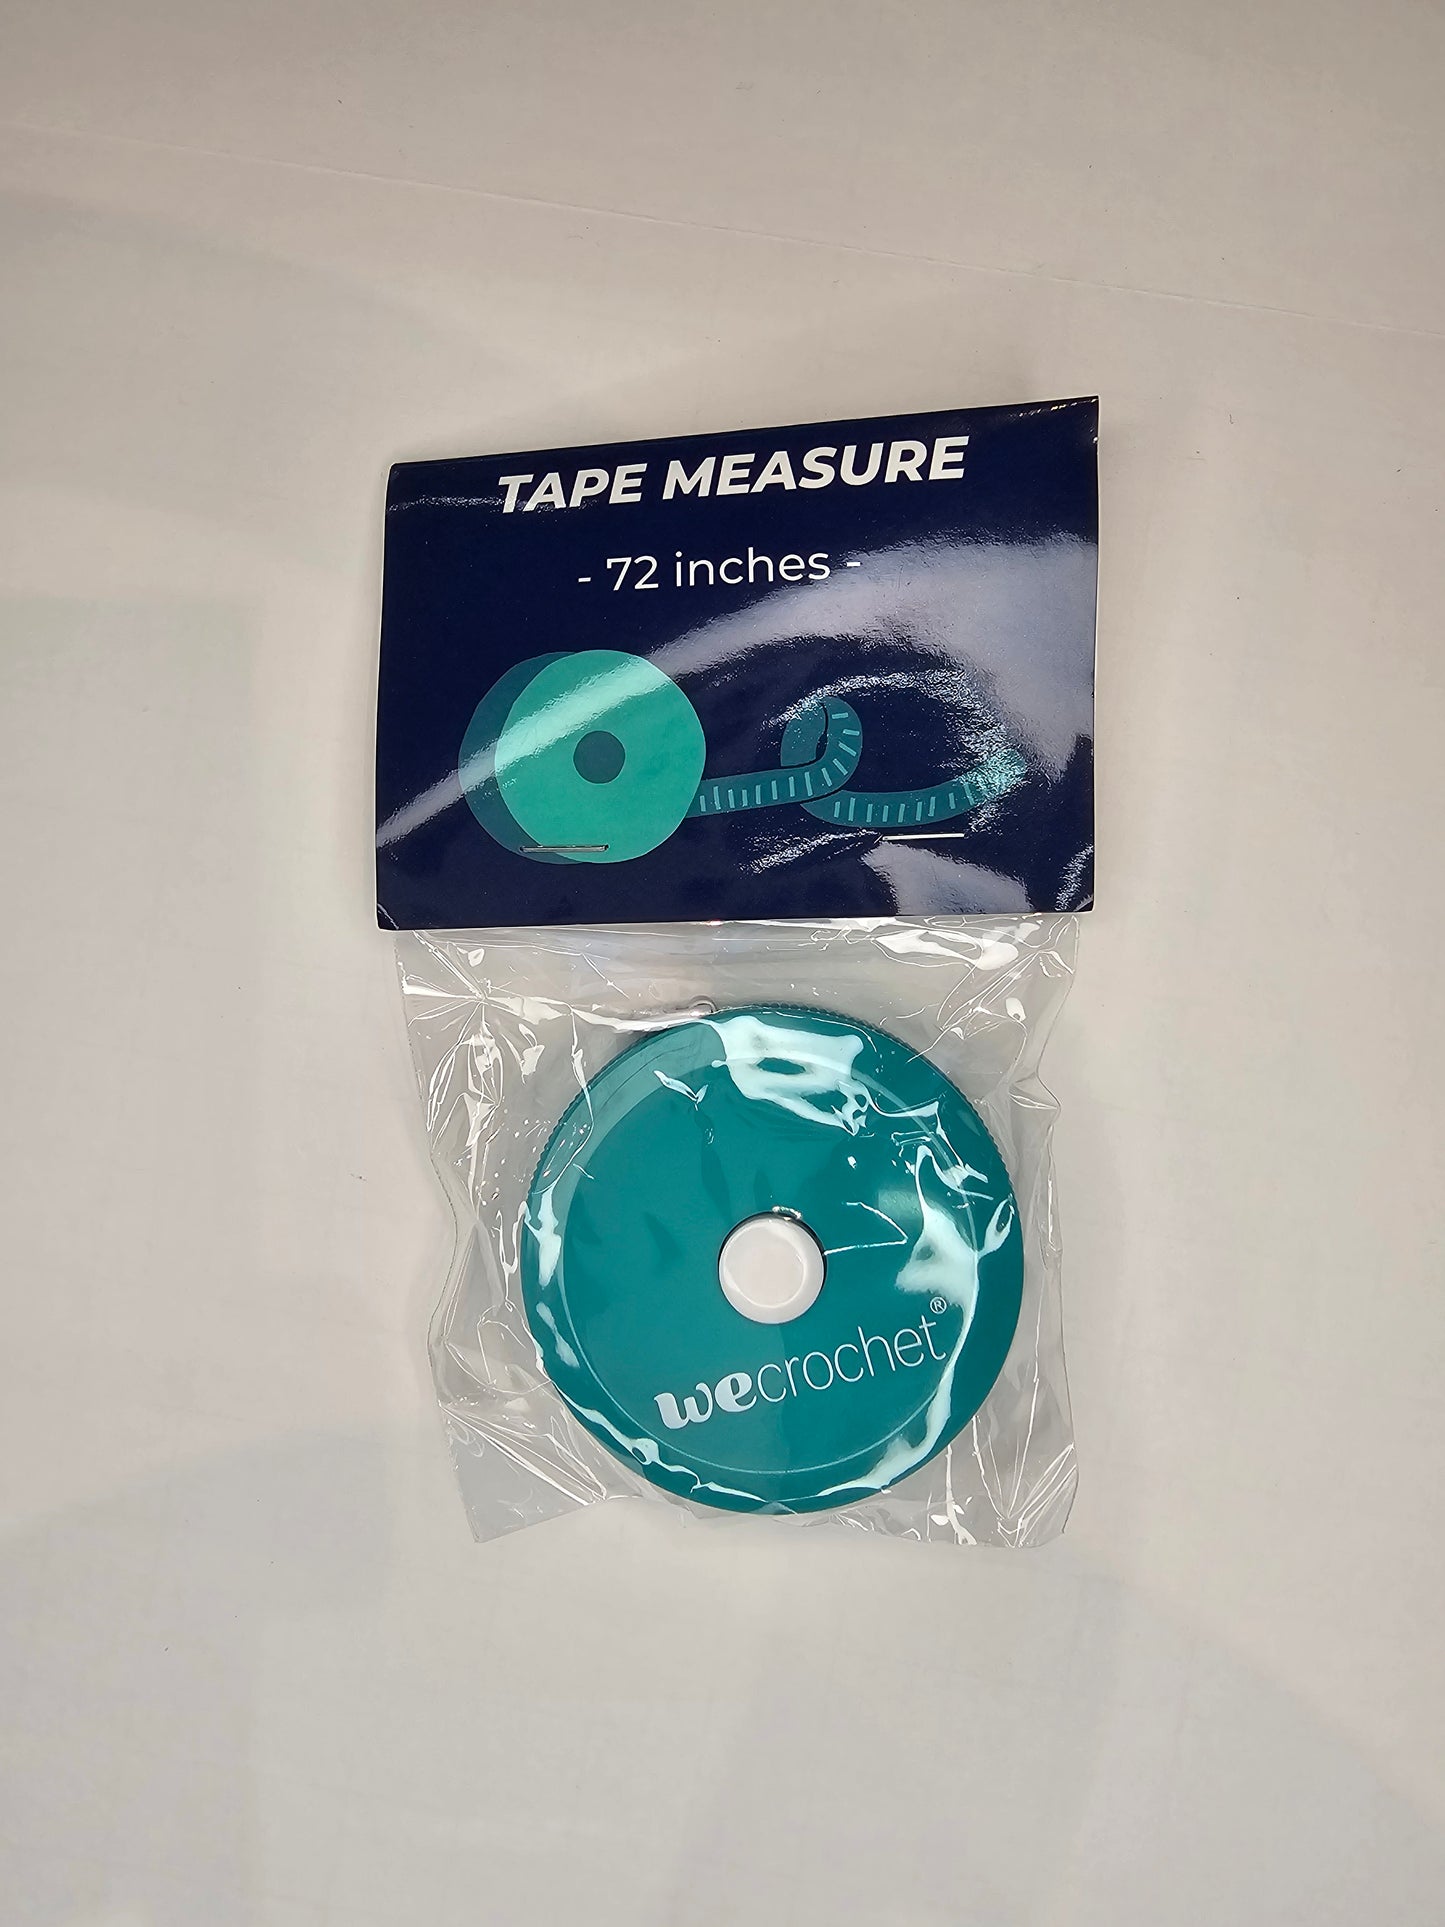 TAPE MEASURE
- 72 inches -
wecrochet®